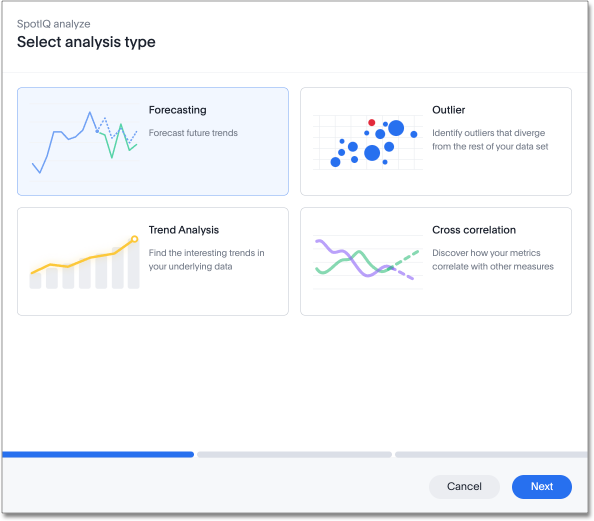 SpotIQ analyze
Select analysis type
Forecasting
Forecast future trends
Outlier
Identify outliers that diverge
from the rest of your data set
Trend Analysis
Find the interesting trends in
your underlying data
Cross correlation
Discover how your metrics
correlate with other measures
Cancel
Next